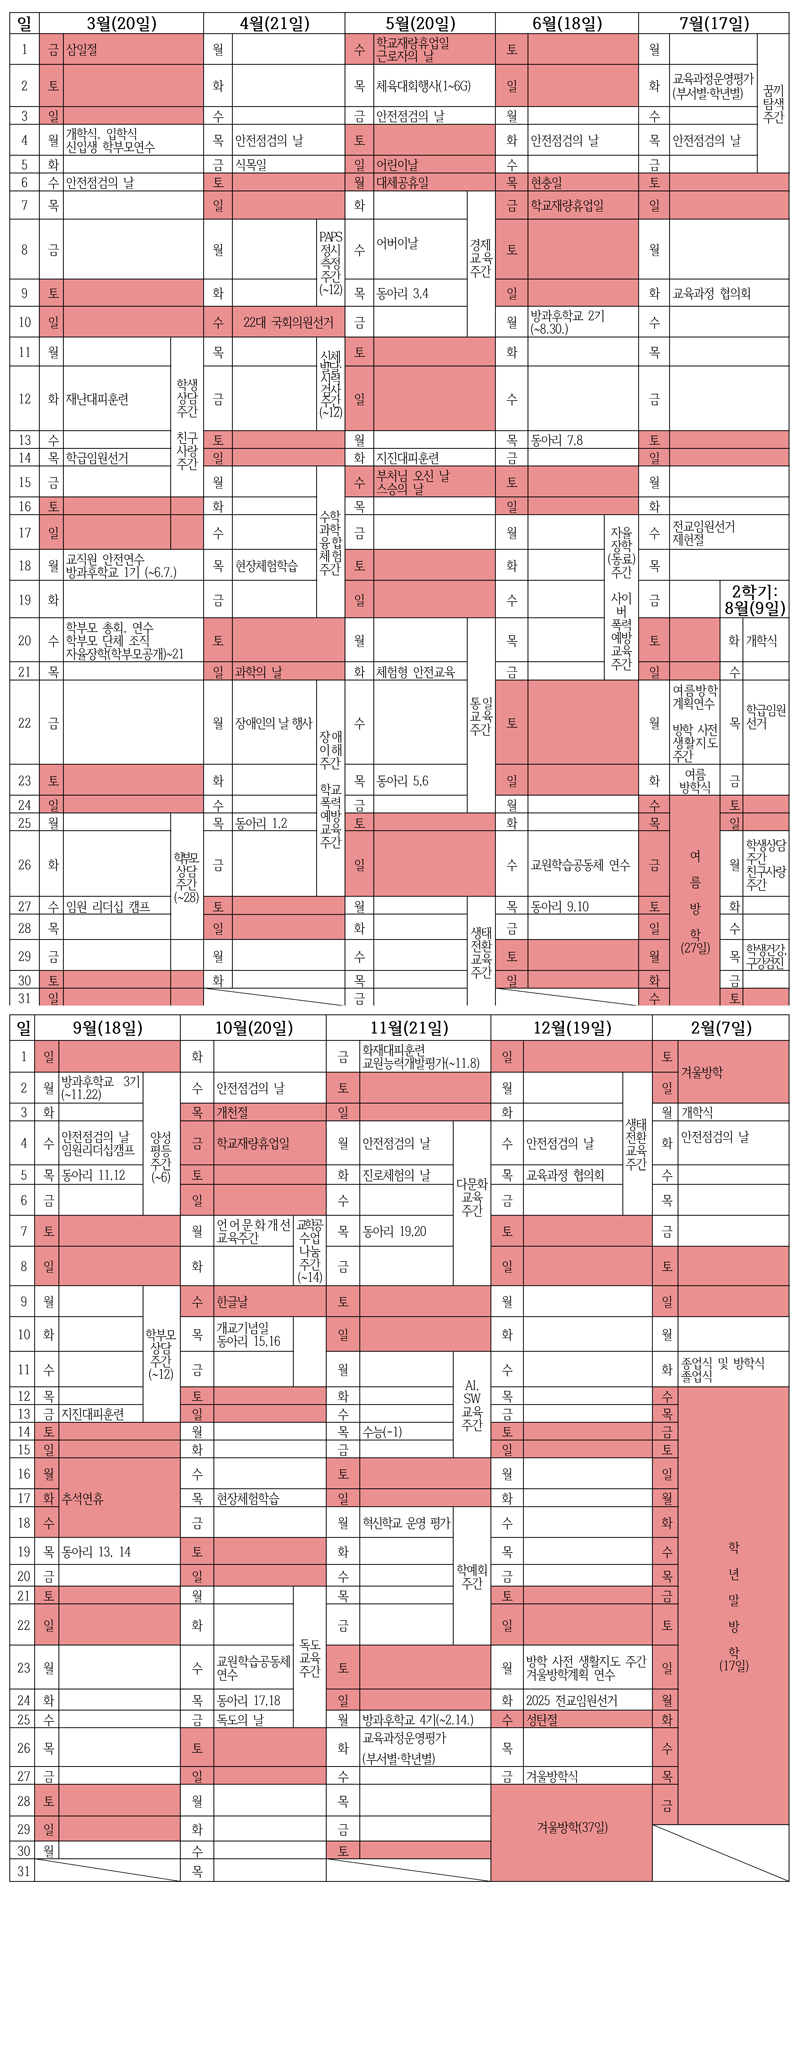 일 3월(20일) 4월(21일) 5월(20일) 6월(18일) 7월(17일)
1 금 삼일절 월 수 학교재량휴업일 토 월 꿈끼
근로자의 날 탐색
주간
2 토 화 목 체육대회행사(1~6G) 일 화 교육과정운영평가
(부서별·학년별)
3 일 수 금 안전점검의 날 월 수
4 월 개학식, 입학식 목 안전점검의 날 토 화 안전점검의 날 목 안전점검의 날
신입생 학부모연수
5 화 금 식목일 일 어린이날 수 금
6 수 안전점검의 날 토 월 대체공휴일 목 현충일 토
7 목 일 화 경제 금 학교재량휴업일 일
교육
주간
8 금 월 PAPS 수 어버이날 토 월
정시
측정
주간
(~12)
9 토 화 목 동아리 3,4 일 화 교육과정 협의회
10 일 수 22대 국회의원선거 금 월 방과후학교 2기 수
(~8.30.)
11 월 학생 목 신체 토 화 목
상담 발달,
주간 시력
친구 검사
사랑 주간
주간 (~12)
12 화 재난대피훈련 금 일 수 금
13 수 토 월 목 동아리 7,8 토
14 목 학급임원선거 일 화 지진대피훈련 금 일
15 금 월 수학 수 부처님 오신 날 토 월
과학 스승의 날
융합
체험
주간
16 토 화 목 일 화
17 일 수 금 월 자율 수 전교임원선거
장학 제헌절
(동료)
주간
사이
버
폭력
예방
교육
주간
18 월 교직원 안전연수 목 현장체험학습 토 화 목
방과후학교 1기 (~6.7.)
19 화 금 일 수 금 2학기:
8월(9일)
20 수 학부모 총회, 연수 토 월 통일 목 토 화 개학식
학부모 단체 조직 교육
자율장학(학부모공개)~21 주간
21 목 일 과학의 날 화 체험형 안전교육 금 일 수
22 금 월 장애인의 날 행사 장애 수 토 월 여름방학 목 학급임원
이해 계획연수 선거
주간 방학 사전
학교 생활지도
폭력 주간
예방
교육
주간
23 토 화 목 동아리 5,6 일 화 여름 금
방학식
24 일 수 금 월 수 여 토
름
방
학
(27일)
25 월 학부모 목 동아리 1,2 토 화 목 일
상담
주간
(~28)
26 화 금 일 수 교원학습공동체 연수 금 월 학생상담
주간
친구사랑
주간
27 수 임원 리더십 캠프 토 월 생태 목 동아리 9,10 토 화
전환
교육
주간
28 목 일 화 금 일 수
29 금 월 수 토 월 목 학생건강,
구강검진
30 토 화 목 일 화 금
31 일 금 수 토
일 9월(18일) 10월(20일) 11월(21일) 12월(19일) 2월(7일)
1 일 화 금 화재대피훈련 일 토 겨울방학
교원능력개발평가(~11.8)
2 월 방과후학교 3기 양성 수 안전점검의 날 토 월 생태 일
(~11.22) 평등 전환
주간 교육
(~6) 주간
3 화 목 개천절 일 화 월 개학식
4 수 안전점검의 날 금 학교재량휴업일 월 안전점검의 날 다문화 수 안전점검의 날 화 안전점검의 날
임원리더십캠프 교육
주간
5 목 동아리 11,12 토 화 진로체험의 날 목 교육과정 협의회 수
6 금 일 수 금 목
7 토 월 언어문화개선 교학공 목 동아리 19,20 토 금
교육주간 수업
나눔
주간
(~14)
8 일 화 금 일 토
9 월 학부모 수 한글날 토 월 일
상담
주간
(~12)
10 화 목 개교기념일 일 화 월
동아리 15,16
11 수 금 월 AI, 수 화 종업식 및 방학식
SW 졸업식
교육
주간
12 목 토 화 목 수 학
년
말
방
학
(17일)
13 금 지진대피훈련 일 수 금 목
14 토 월 목 수능(-1) 토 금
15 일 화 금 일 토
16 월 추석연휴 수 토 월 일
17 화 목 현장체험학습 일 화 월
18 수 금 월 혁신학교 운영 평가 학예회 수 화
주간
19 목 동아리 13, 14 토 화 목 수
20 금 일 수 금 목
21 토 월 독도 목 토 금
교육
주간
22 일 화 금 일 토
23 월 수 교원학습공동체 토 월 방학 사전 생활지도 주간 일
연수 겨울방학계획 연수
24 화 목 동아리 17,18 일 화 2025 전교임원선거 월
25 수 금 독도의 날 월 방과후학교 4기(~2.14.) 수 성탄절 화
26 목 토 화 교육과정운영평가 목 수
(부서별·학년별)
27 금 일 수 금 겨울방학식 목
28 토 월 목 겨울방학(37일) 금
29 일 화 금
30 월 수 토
31 목